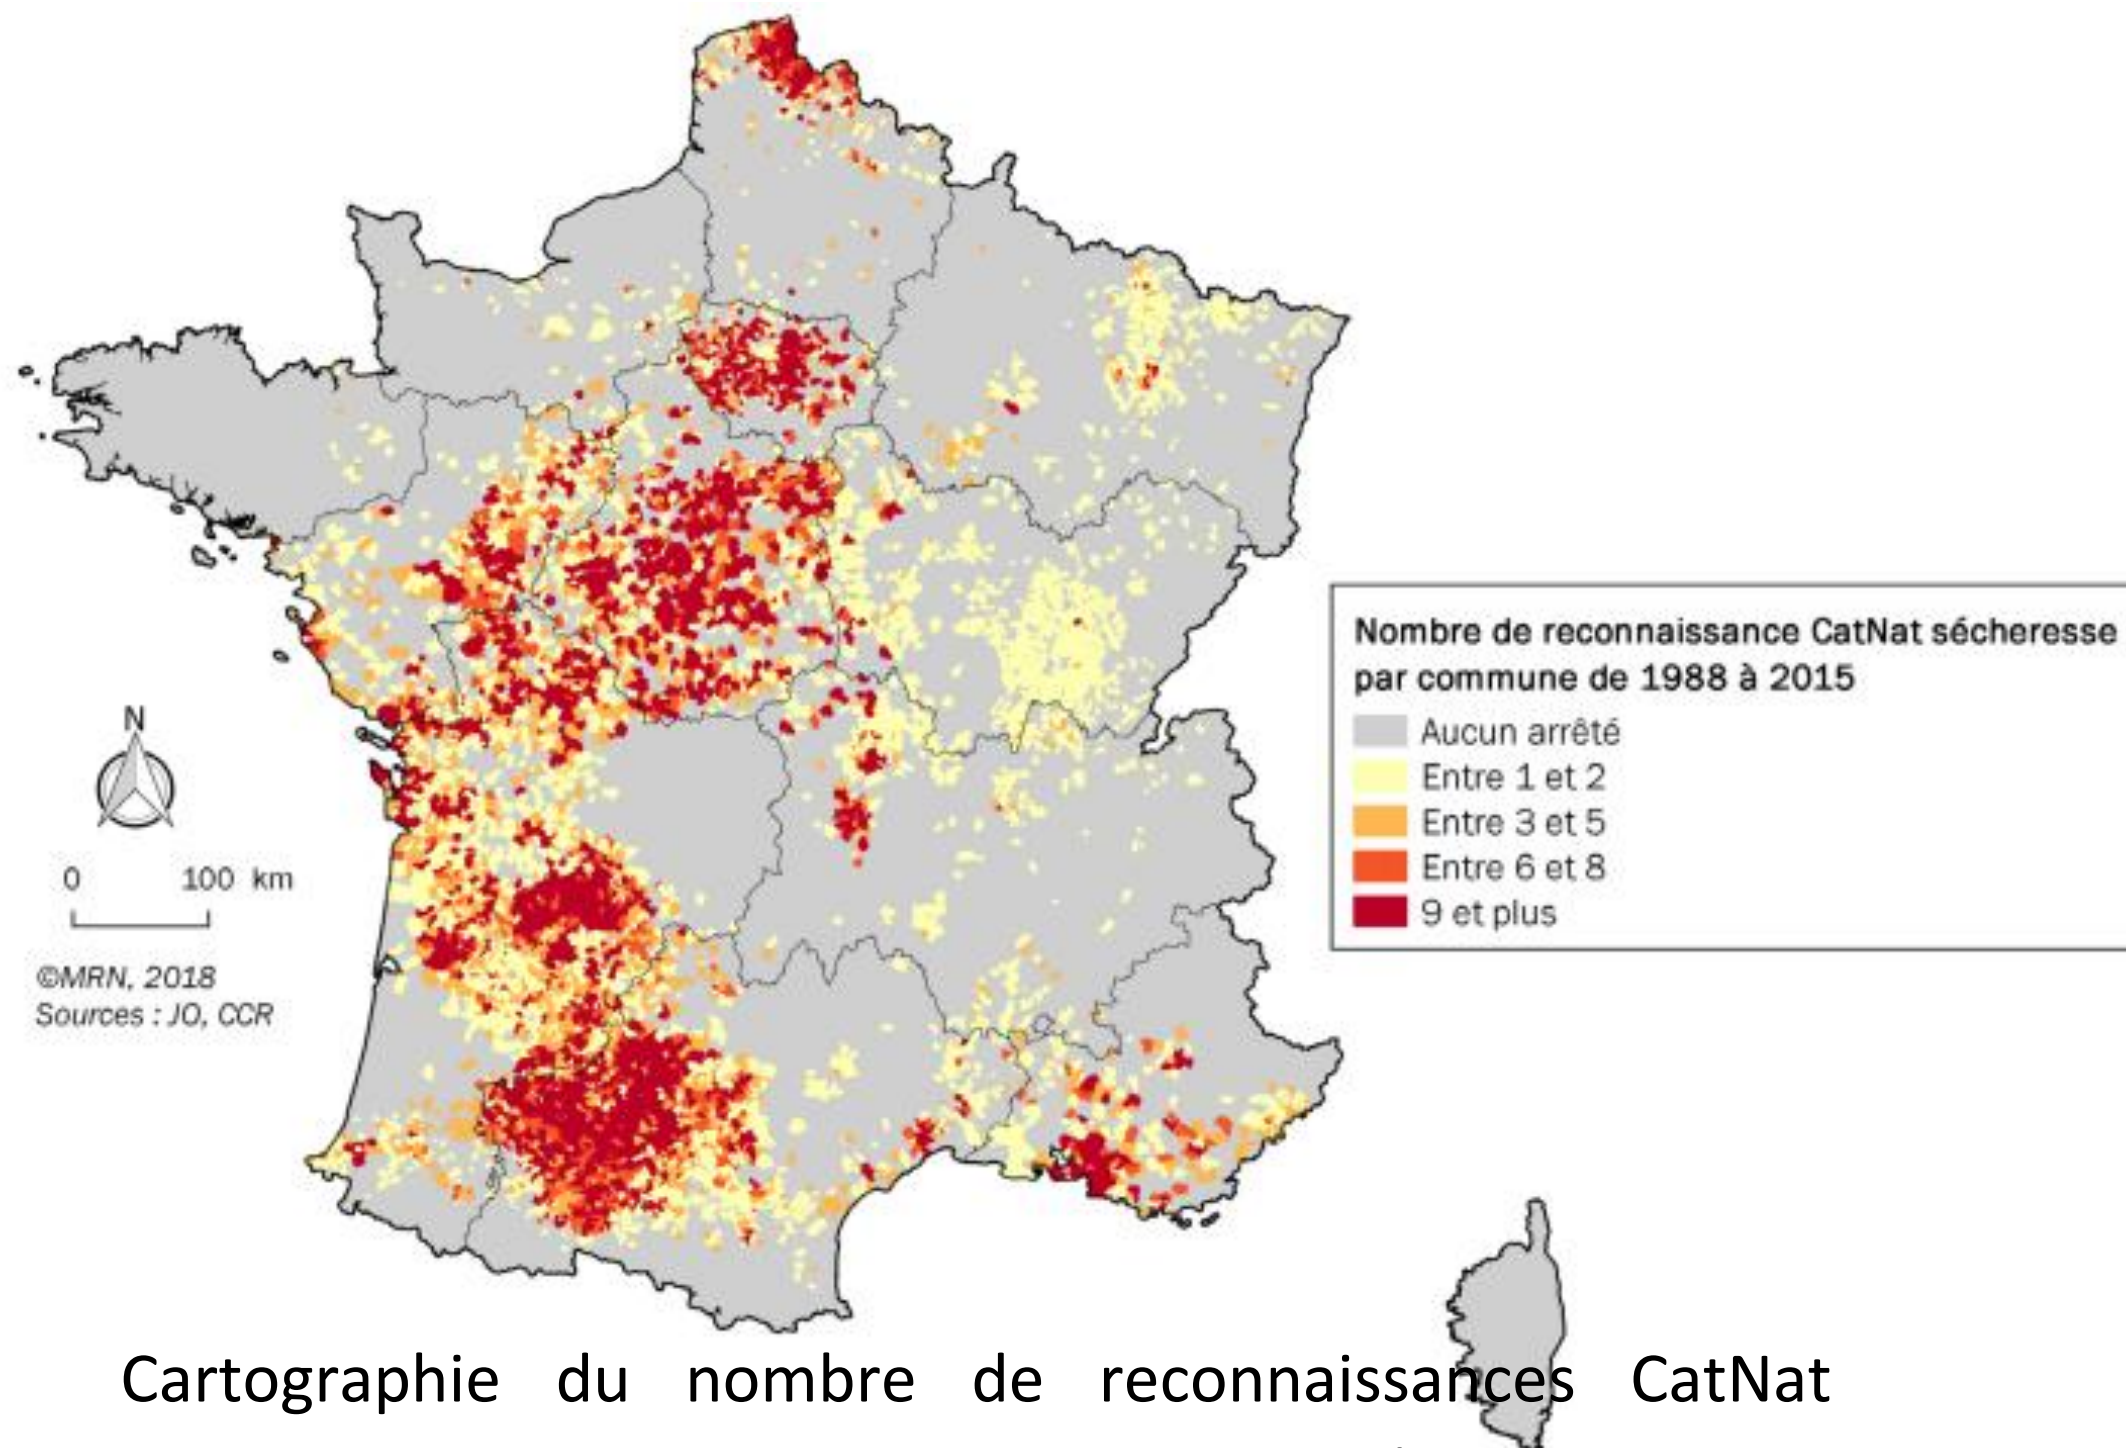 Nombre de reconnaissance CatNat sécheresse
par commune de 1988 à 2015
Aucun arrêté
Entre 1 et 2
Entre 3 et 5
Entre 6 et 8
9 et plus
N
0 100 km
©MRN, 2018
Sources : JO, CCR
Cartographie du nombre de reconnaissances CatNat